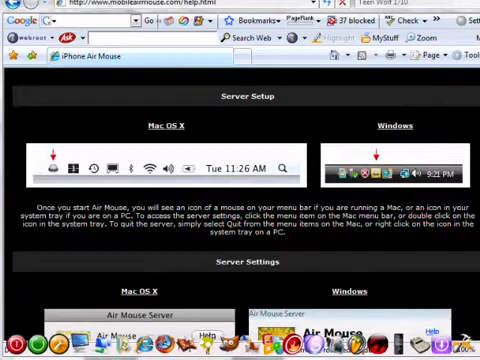 http://www.mobileairmouse.com/help.html
Teen Wolf 1/10
Google
Bookmarks
PageRank
37 blocked
Check
webroot
Ask
Search Web
MyStuff
Zoom
iPhone Air Mouse
Page
Tools
Server Setup
Mac OS X
Windows
Tue 11:26 AM
9:21 PM
Once you start Air Mouse, you will see an icon of a mouse on your menu bar if you are running a Mac, or an icon in your
system tray if you are on a PC. To access the server settings, click the menu item on the Mac menu bar, or double click on the
icon in the system tray. To quit the server, simply select Quit from the menu items on the Mac, or right click on the icon in the
system tray on a PC.
Server Settings
Mac OS X
Windows
Air Mouse Server
Air Mouse Server
Air Mouse
Help
Air Mouse
Help
100%